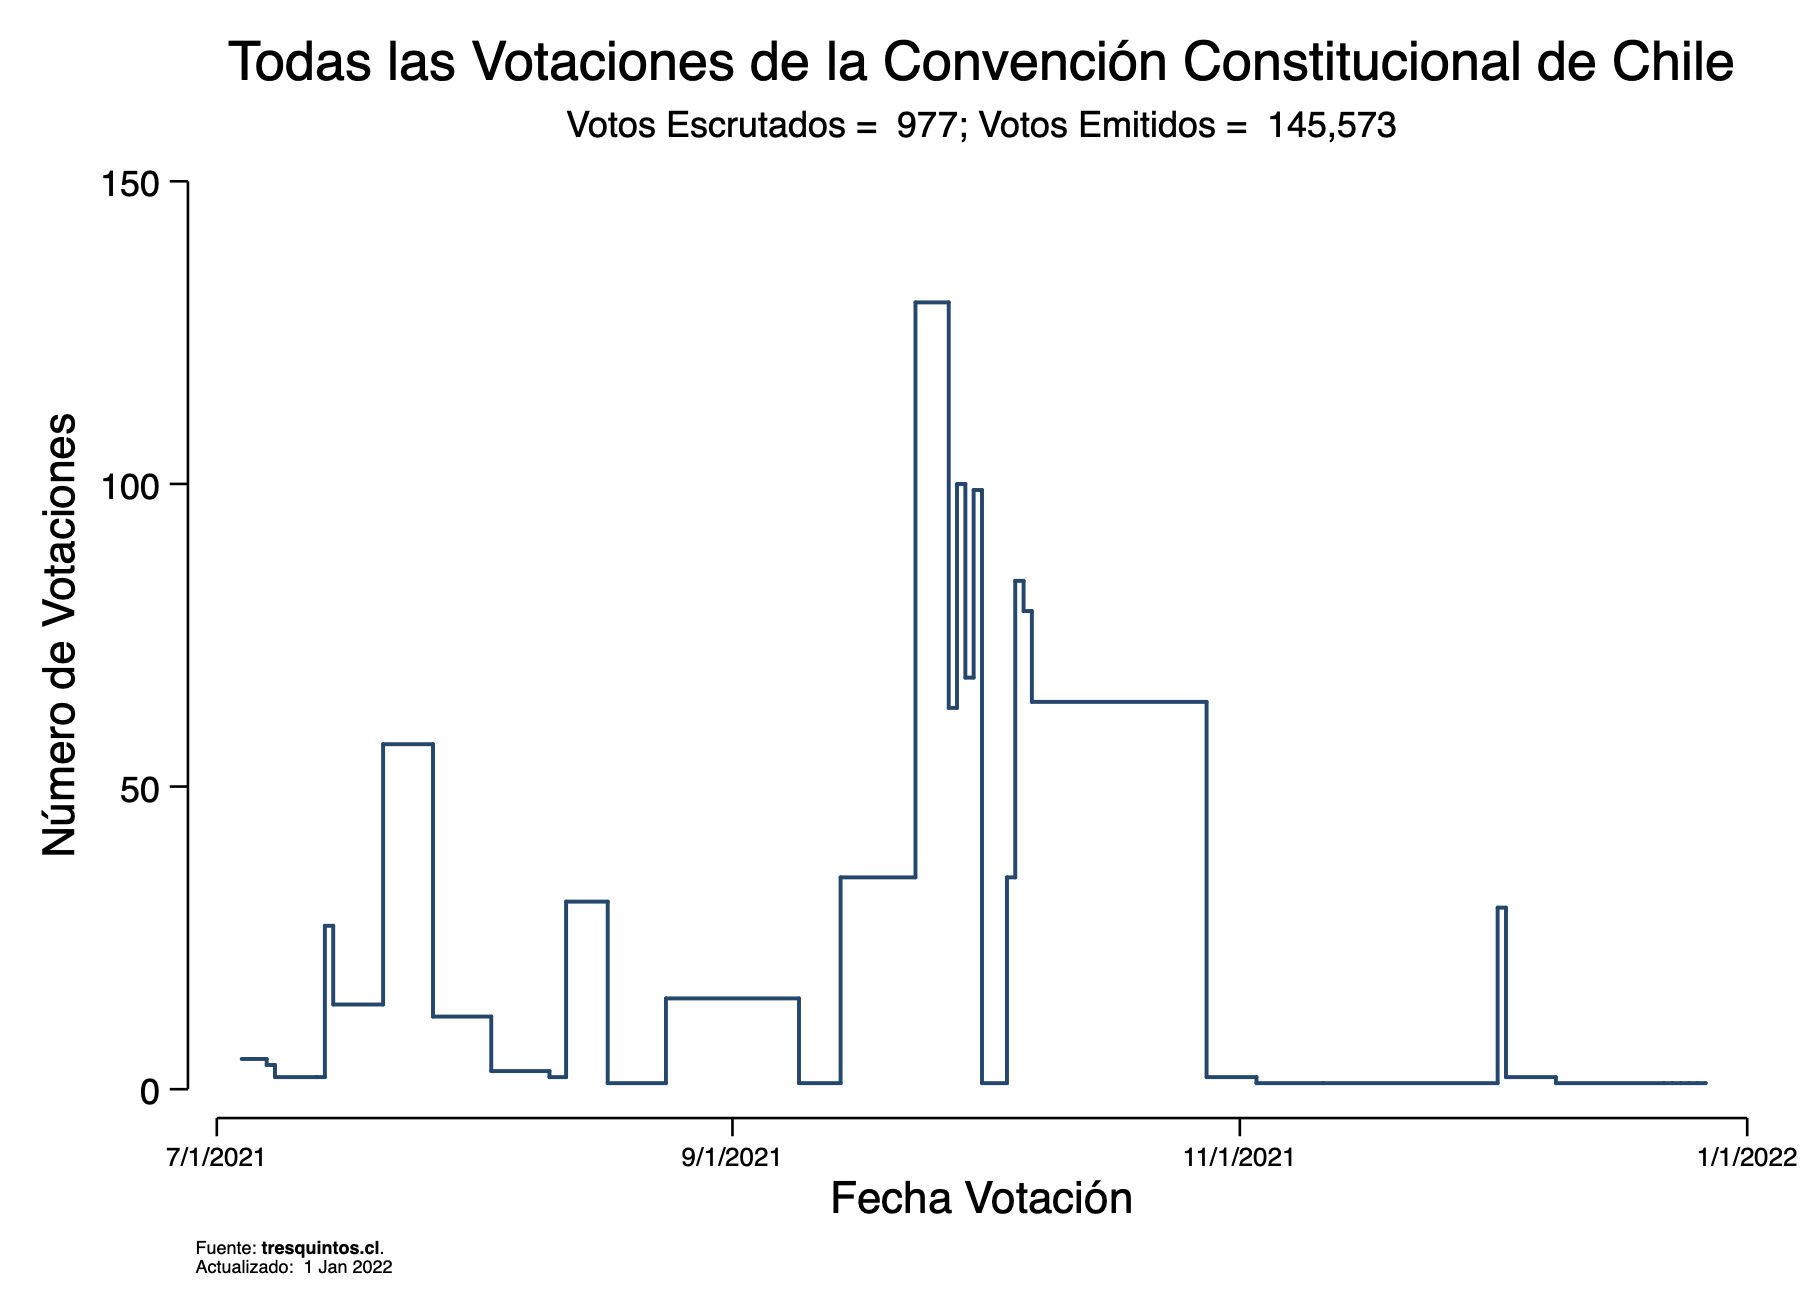 Todas las Votaciones de la Convención Constitucional de Chile
Votos Escrutados =  977; Votos Emitidos =  145,573
Número de Votaciones
150
100
50
0
7/1/2021
9/1/2021
11/1/2021
1/1/2022
Fecha Votación
Fuente: tresquintos.cl.
Actualizado:  1 Jan 2022